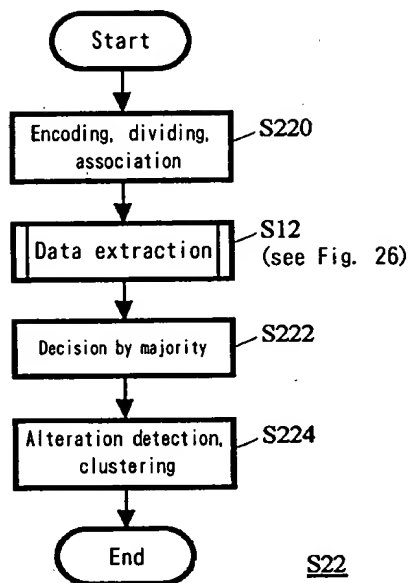 Start
Encoding, dividing,
association
S220
Data extraction
S12
(see Fig. 26)
Decision by majority
S222
Alteration detection,
clustering
S224
End
S22